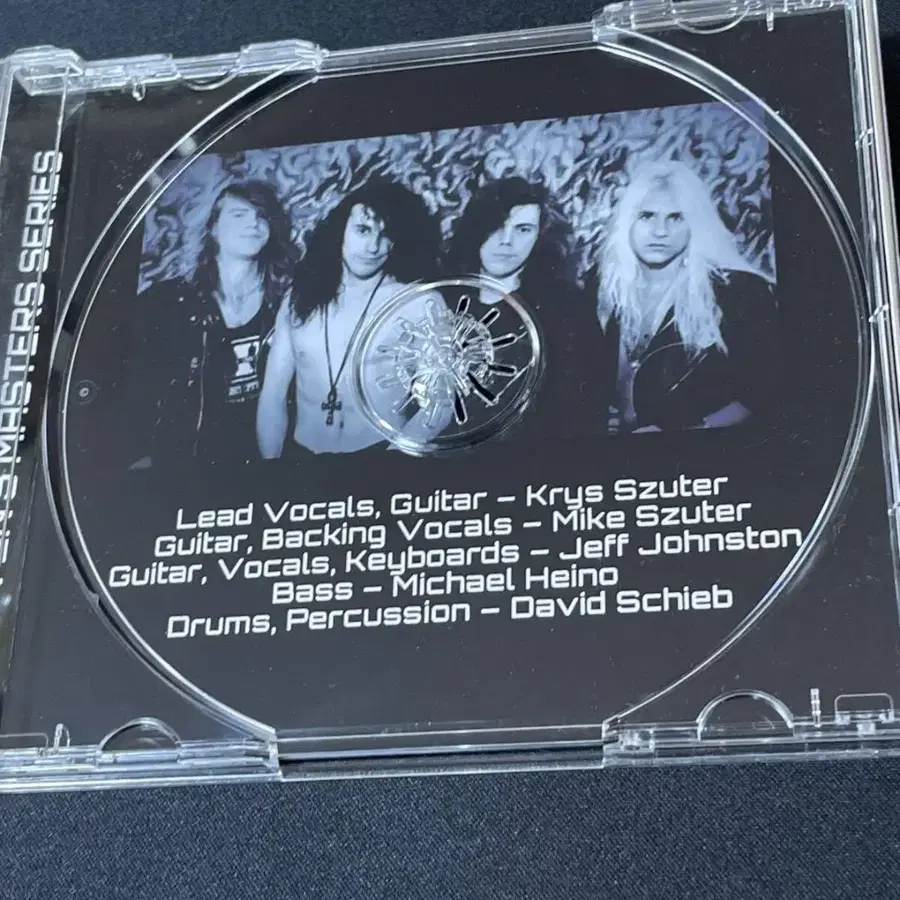 MASTERS SERIES
Lead Vocals, Guitar – Krys Szuter
Guitar, Backing Vocals – Mike Szuter
Guitar, Vocals, Keyboards – Jeff Johnston
Bass – Michael Heino
Drums, Percussion – David Schieb